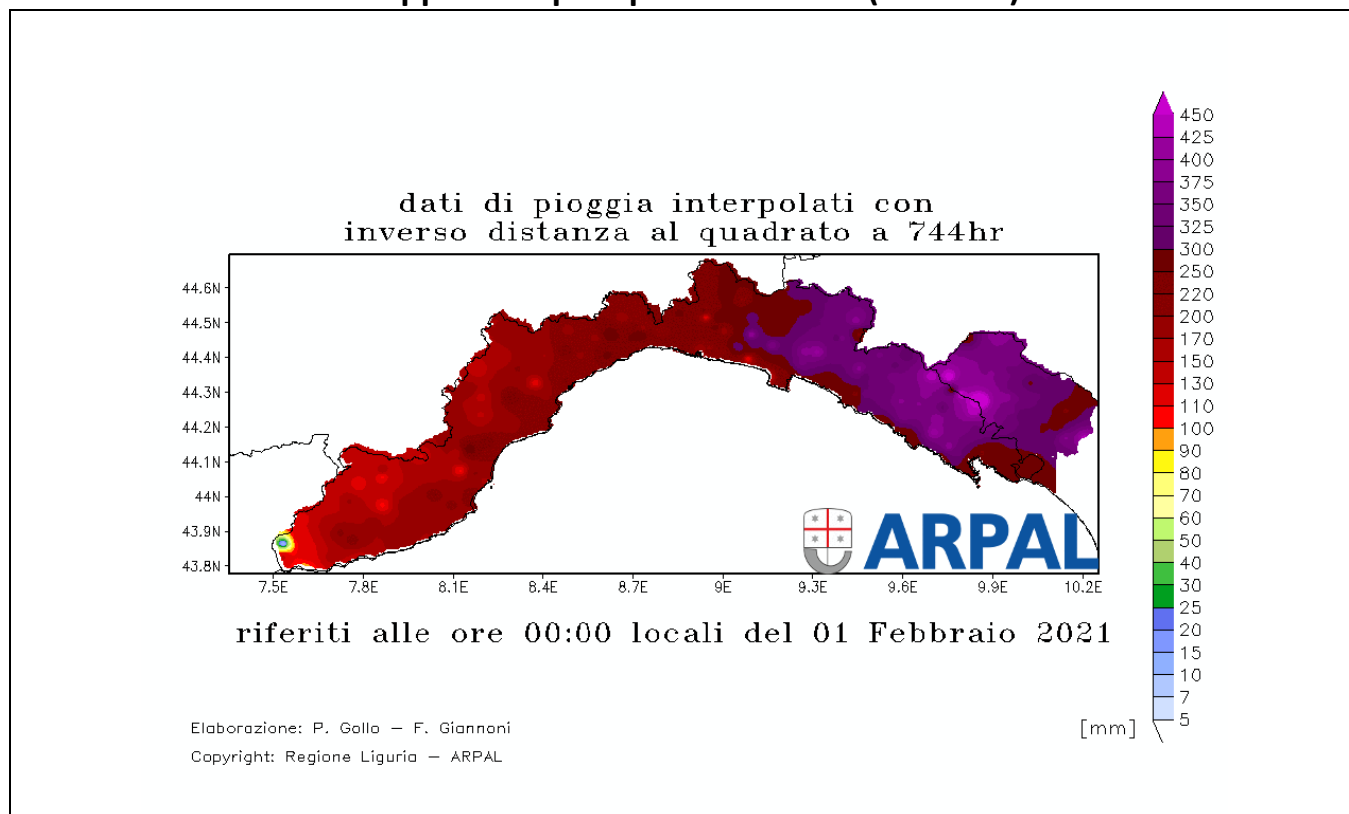 dati di pioggia interpolati con
inverso distanza al quadrato a 744hr
44.6N
44.5N
44.4N
44.3N
44.2N
44.1N
44N
43.9N
43.8N
7.5E 7.8E 8.1E 8.4E 8.7E 9E 9.3E 9.6E 9.9E 10.2E
ARPAL
riferiti alle ore 00:00 locali del 01 Febbraio 2021
450
425
400
375
350
325
300
250
220
200
170
150
130
110
100
90
80
70
60
50
40
30
25
20
15
10
7
5
[mm]
Elaborazione: P. Gollo – F. Giannoni
Copyright: Regione Liguria – ARPAL